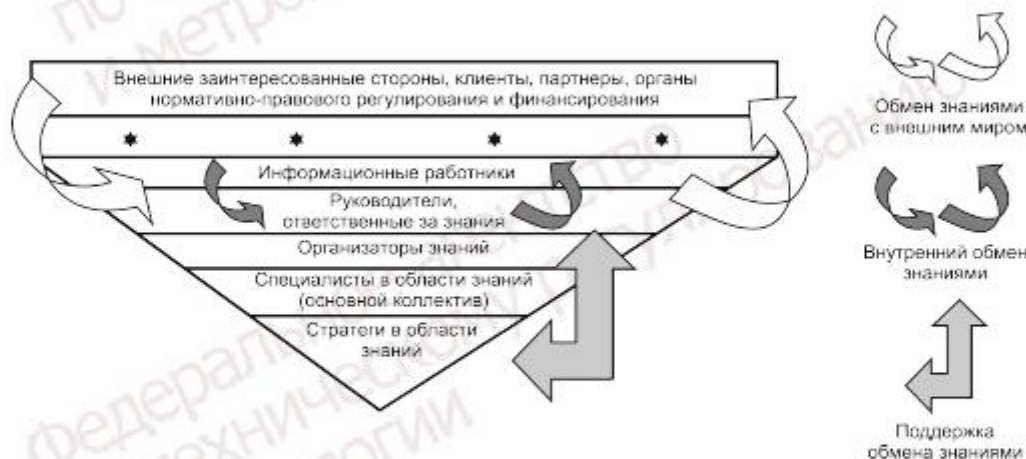 Внешние заинтересованные стороны, клиенты, партнеры, органы
нормативно-правового регулирования и финансирования
Информационные работники
Руководители,
ответственные за знания
Организаторы знаний
Специалисты в области знаний
(основной коллектив)
Стратеги в области
знаний
Обмен знаниями
с внешним миром
Внутренний обмен
знаниями
Поддержка
обмена знаниями